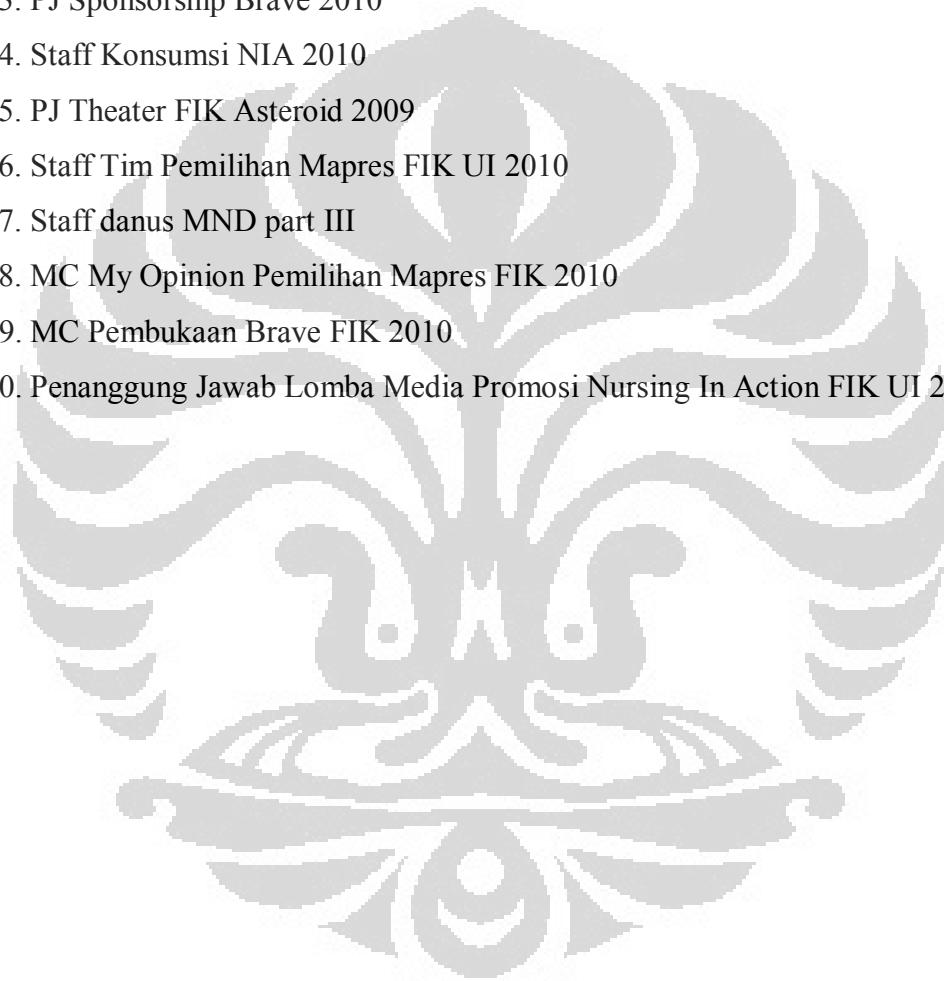 3. PJ Sponsorship Brave 2010
4. Staff Konsumsi NIA 2010
5. PJ Theater FIK Asteroid 2009
6. Staff Tim Pemilihan Mapres FIK UI 2010
7. Staff danus MND part III
8. MC My Opinion Pemilihan Mapres FIK 2010
9. MC Pembukaan Brave FIK 2010
0. Penanggung Jawab Lomba Media Promosi Nursing In Action FIK UI 2